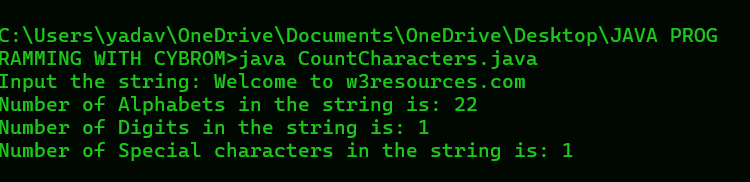 C:\Users\yadav\OneDrive\Documents\OneDrive\Desktop\JAVA PROG
RAMMING WITH CYBROM>java CountCharacters.java
Input the string: Welcome to w3resources.com
Number of Alphabets in the string is: 22
Number of Digits in the string is: 1
Number of Special characters in the string is: 1